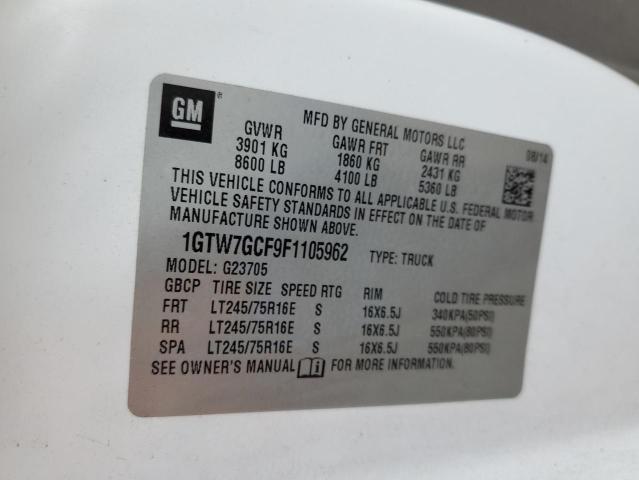 GM ®
MFD BY GENERAL MOTORS LLC 08/14
GVWR GAWR FRT GAWR RR
3901 KG 1860 KG 2431 KG
8600 LB 4100 LB 5360 LB
THIS VEHICLE CONFORMS TO ALL APPLICABLE U.S. FEDERAL MOTOR
VEHICLE SAFETY STANDARDS IN EFFECT ON THE DATE OF
MANUFACTURE SHOWN ABOVE.
1GTW7GCF9F1105962 TYPE: TRUCK
MODEL: G23705
GBCP TIRE SIZE SPEED RTG RIM COLD TIRE PRESSURE
FRT LT245/75R16E S 16X6.5J 340KPA(50PSI)
RR LT245/75R16E S 16X6.5J 550KPA(80PSI)
SPA LT245/75R16E S 16X6.5J 550KPA(80PSI)
SEE OWNER'S MANUAL FOR MORE INFORMATION.